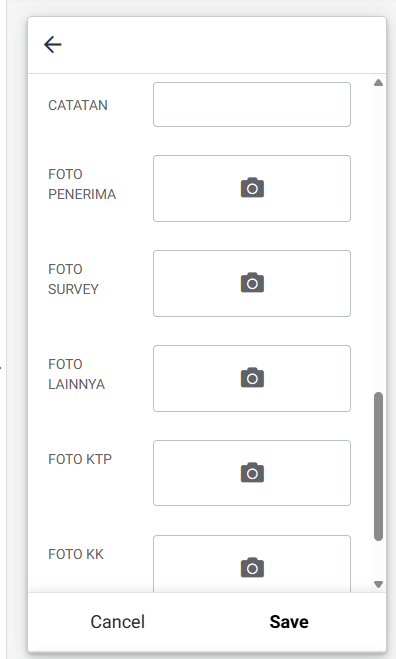 CATATAN
FOTO
PENERIMA
FOTO
SURVEY
FOTO
LAINNYA
FOTO KTP
FOTO KK
Cancel
Save